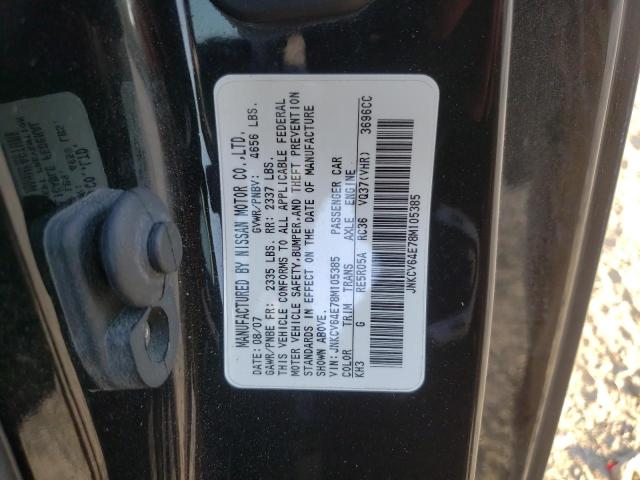 MANUFACTURED BY NISSAN MOTOR CO.,LTD.
DATE: 08/07 GVWR/PNBV: 4656 LBS.
GAWR/PNBE FR: 2335 LBS. RR: 2337 LBS.
THIS VEHICLE CONFORMS TO ALL APPLICABLE FEDERAL
MOTOR VEHICLE SAFETY,BUMPER,AND THEFT PREVENTION
STANDARDS IN EFFECT ON THE DATE OF MANUFACTURE
SHOWN ABOVE.
VIN:JNKCV64E78M105385 PASSENGER CAR
COLOR TRIM TRANS AXLE ENGINE
KH3 G RE5R05A RC36 VQ37(VHR) 3696CC
JNKCV64E78M105385